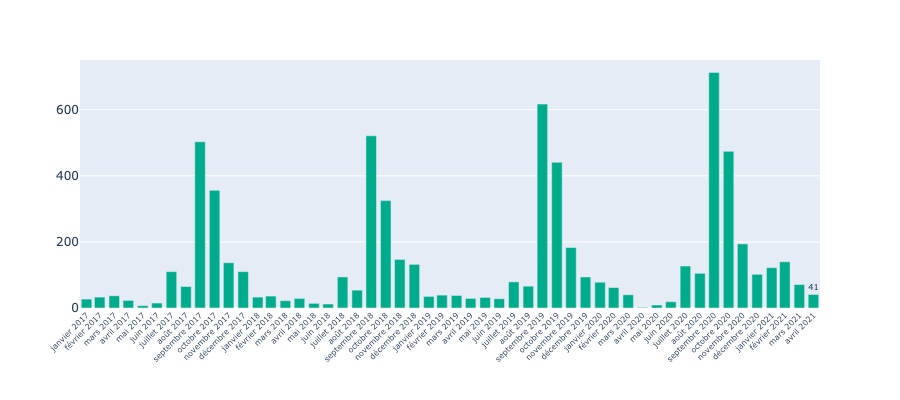 600
400
200
0
41
janvier 2017
février 2017
mars 2017
avril 2017
mai 2017
juin 2017
juillet 2017
août 2017
septembre 2017
octobre 2017
novembre 2017
décembre 2017
janvier 2018
février 2018
mars 2018
avril 2018
mai 2018
juin 2018
juillet 2018
août 2018
septembre 2018
octobre 2018
novembre 2018
décembre 2018
janvier 2019
février 2019
mars 2019
avril 2019
mai 2019
juin 2019
juillet 2019
août 2019
septembre 2019
octobre 2019
novembre 2019
décembre 2019
janvier 2020
février 2020
mars 2020
avril 2020
mai 2020
juin 2020
juillet 2020
août 2020
septembre 2020
octobre 2020
novembre 2020
décembre 2020
janvier 2021
février 2021
mars 2021
avril 2021